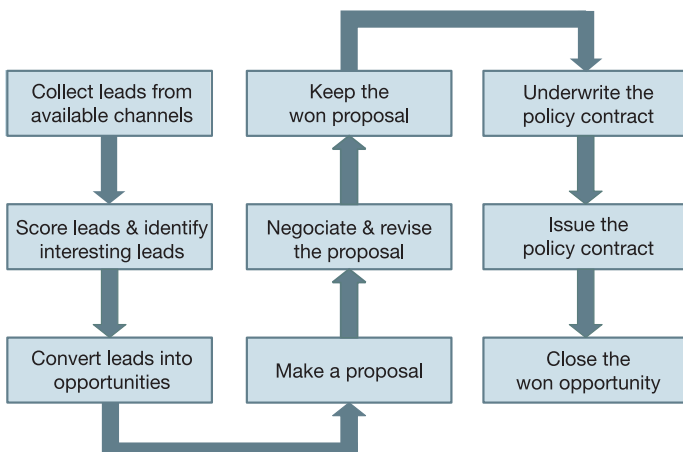 Collect leads from
available channels
Score leads & identify
interesting leads
Convert leads into
opportunities
Make a proposal
Negociate & revise
the proposal
Keep the
won proposal
Underwrite the
policy contract
Issue the
policy contract
Close the
won opportunity